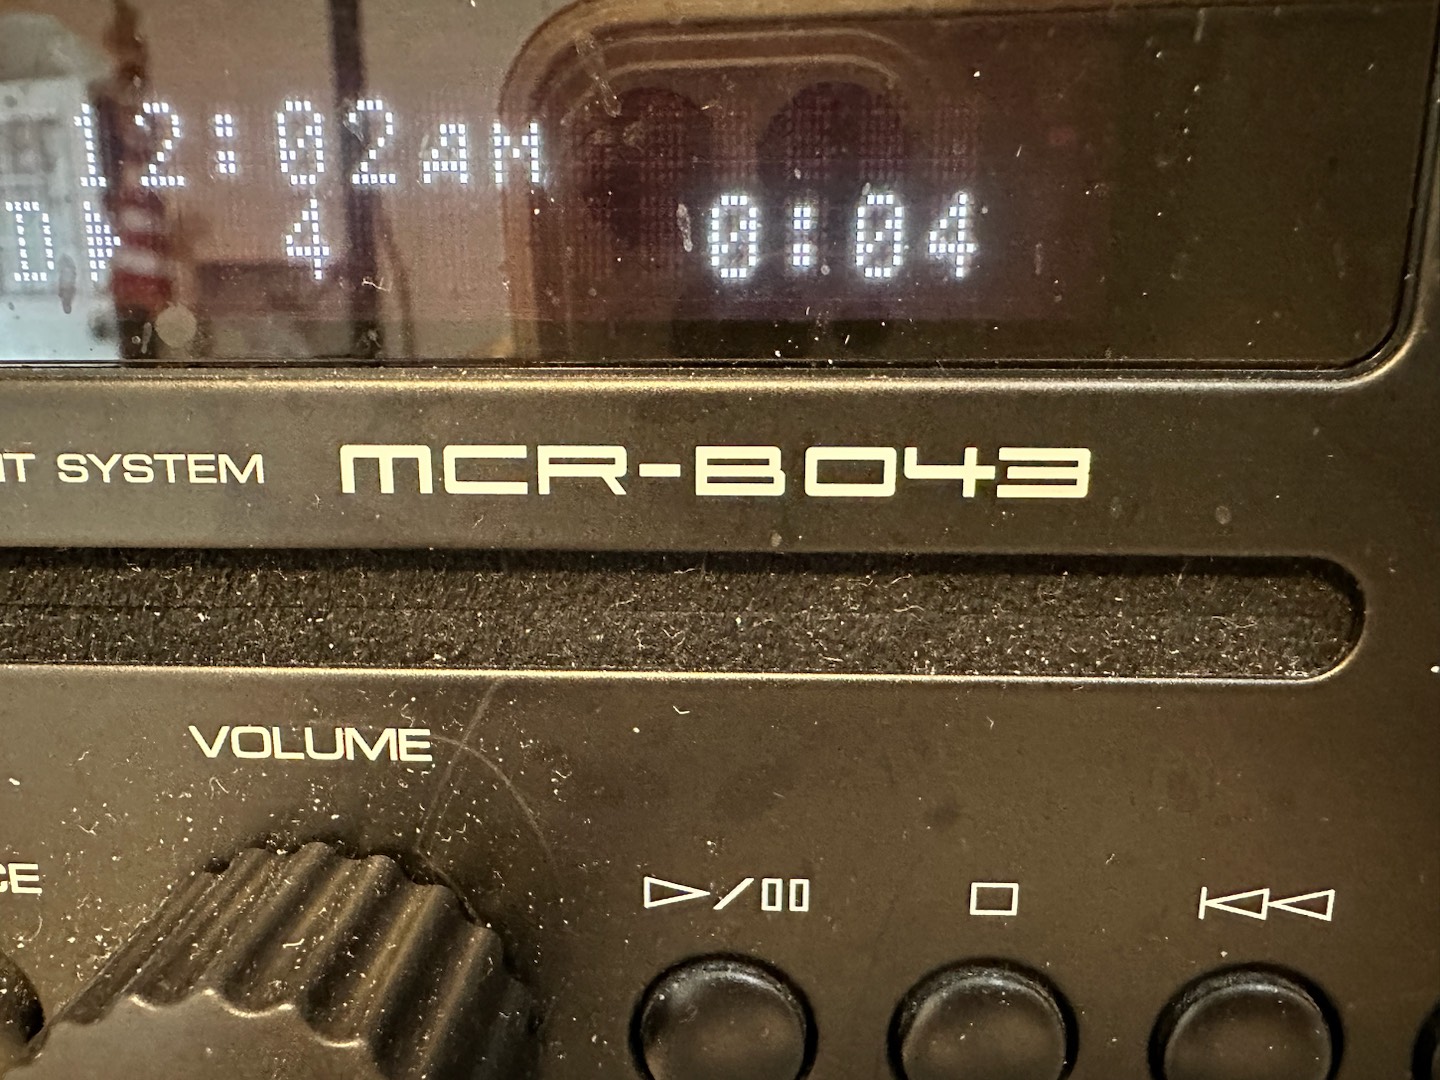 12:02AM
4 0:04
SYSTEM MCR-B043
VOLUME